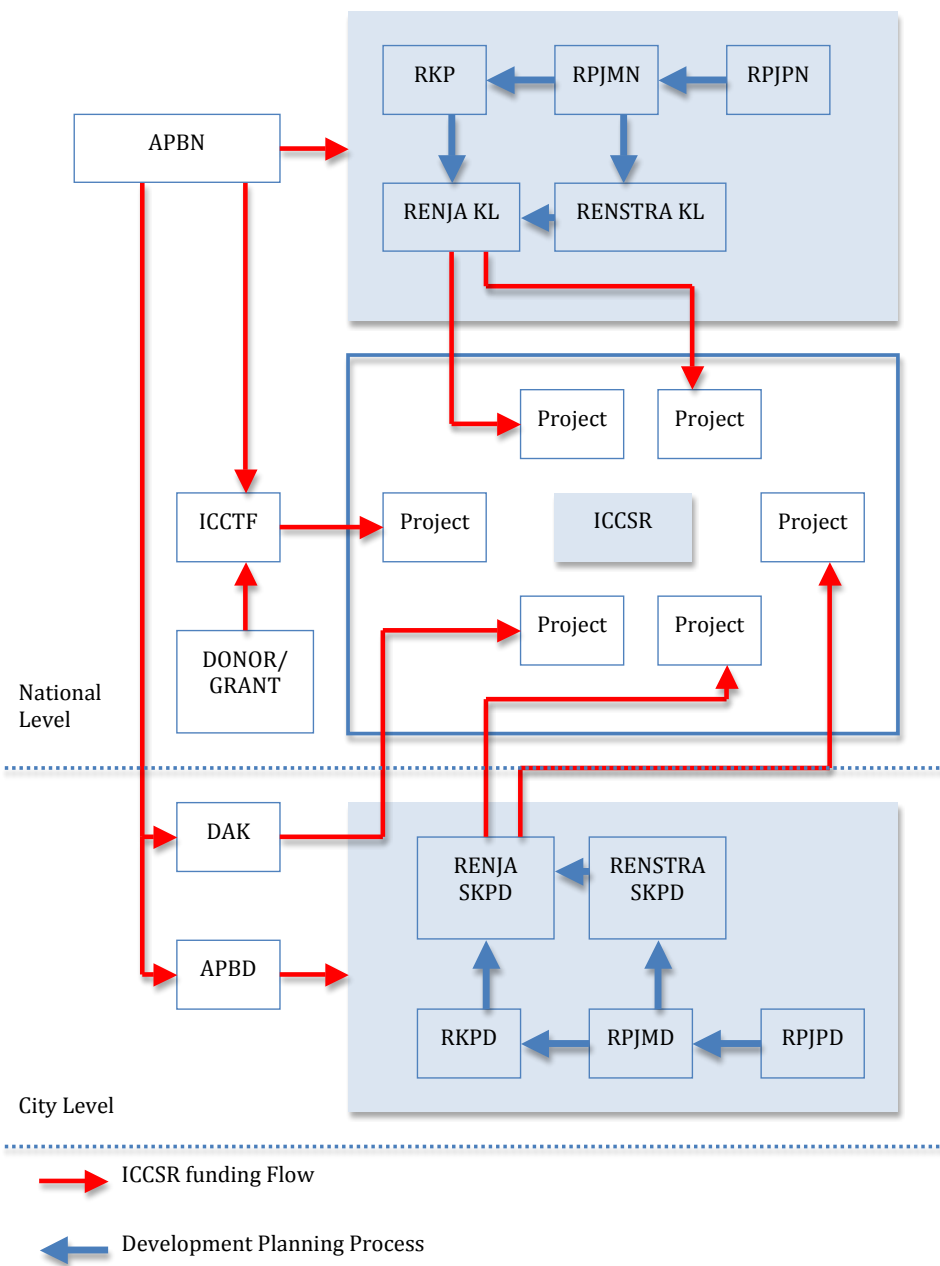 RKP
RPJMN
RPJPN
APBN
RENJA KL
RENSTRA KL
Project
Project
ICCTF
Project
ICCSR
Project
Project
Project
DONOR/
GRANT
National
Level
DAK
RENJA
SKPD
RENSTRA
SKPD
APBD
RKPD
RPJMD
RPJPD
City Level
ICCSR funding Flow
Development Planning Process